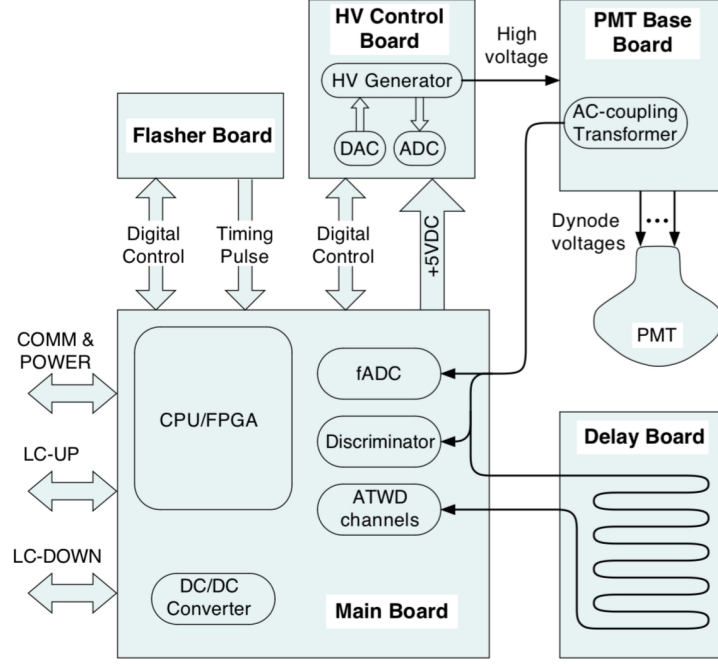 HV Control
Board
HV Generator
DAC
ADC
High
voltage
PMT Base
Board
AC-coupling
Transformer
Flasher Board
Digital
Control
Timing
Pulse
Digital
Control
+5VDC
Dynode
voltages
PMT
COMM &
POWER
LC-UP
LC-DOWN
CPU/FPGA
fADC
Discriminator
ATWD
channels
DC/DC
Converter
Main Board
Delay Board